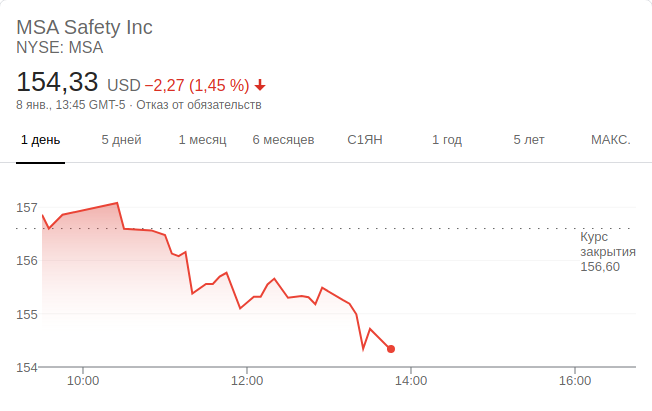 MSA Safety Inc
NYSE: MSA
154,33 USD −2,27 (1,45 %)
8 янв., 13:45 GMT-5 · Отказ от обязательств
1 день 5 дней 1 месяц 6 месяцев С1ЯН 1 год 5 лет МАКС.
157
Курс
закрытия
156,60
156
155
154
10:00 12:00 14:00 16:00